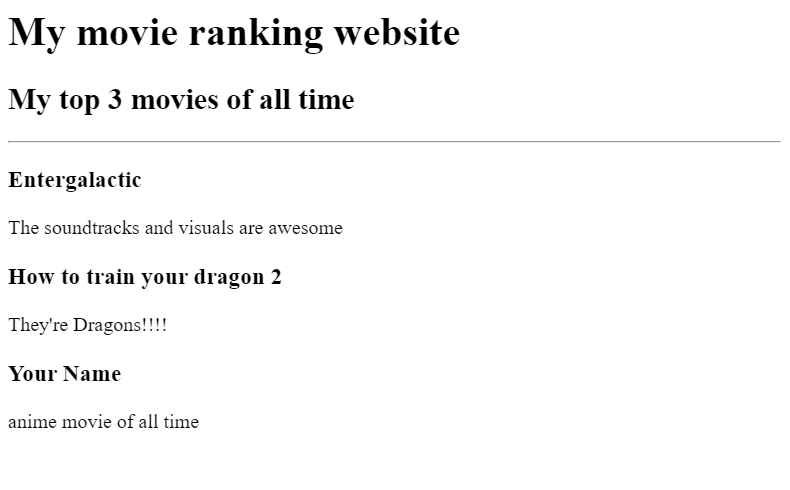 My movie ranking website
My top 3 movies of all time
Entergalactic
The soundtracks and visuals are awesome
How to train your dragon 2
They're Dragons!!!!
Your Name
anime movie of all time